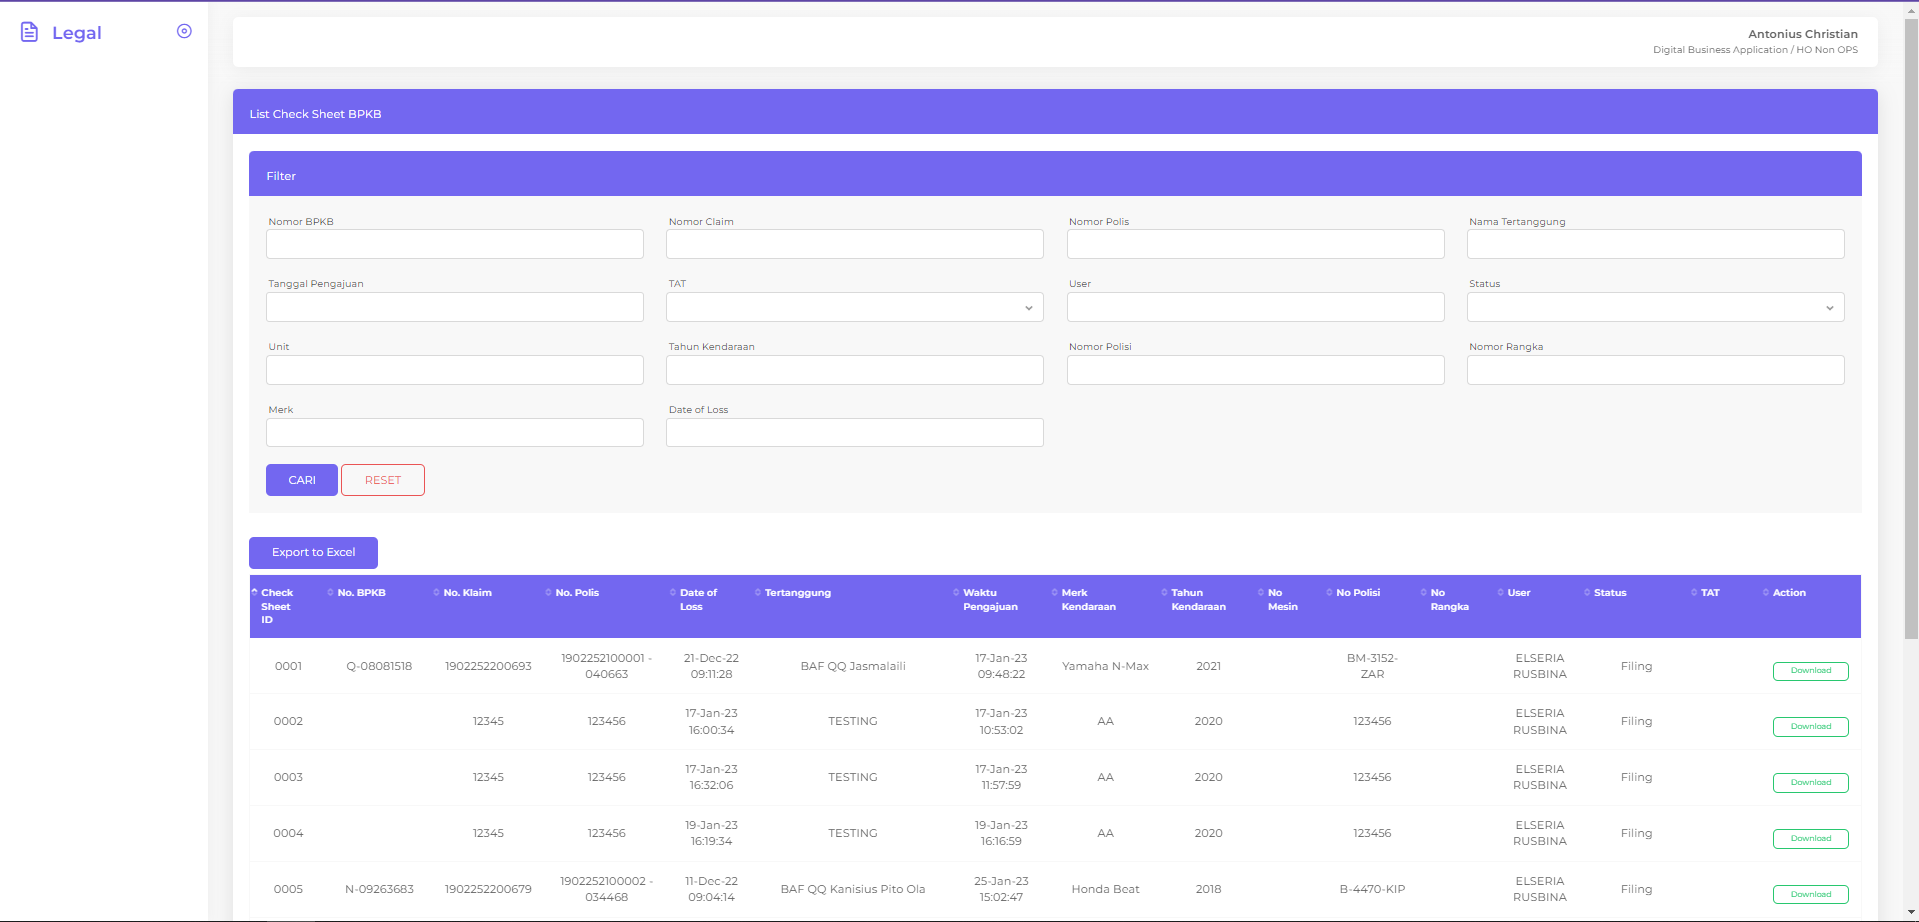 Legal
Antonius Christian
Digital Business Application / HO Non OPS
List Check Sheet BPKB
Filter
Nomor BPKB
Nomor Claim
Nomor Polis
Nama Tertanggung
Tanggal Pengajuan
TAT
User
Status
Unit
Tahun Kendaraan
Nomor Polisi
Nomor Rangka
Merk
Date of Loss
CARI
RESET
Export to Excel
Check Sheet ID
No. BPKB
No. Klaim
No. Polis
Date of Loss
Tertanggung
Waktu Pengajuan
Merk Kendaraan
Tahun Kendaraan
No Mesin
No Polisi
No Rangka
User
Status
TAT
Action
0001 Q-08081518 1902252200693 1902252100001 - 040663 21-Dec-22 09:11:28 BAF QQ Jasmalaili 17-Jan-23 09:48:22 Yamaha N-Max 2021 BM-3152-ZAR ELSERIA RUSBINA Filing Download
0002 12345 123456 17-Jan-23 16:00:34 TESTING 17-Jan-23 10:53:02 AA 2020 123456 ELSERIA RUSBINA Filing Download
0003 12345 123456 17-Jan-23 16:32:06 TESTING 17-Jan-23 11:57:59 AA 2020 123456 ELSERIA RUSBINA Filing Download
0004 12345 123456 19-Jan-23 16:19:34 TESTING 19-Jan-23 16:16:59 AA 2020 123456 ELSERIA RUSBINA Filing Download
0005 N-09263683 1902252200679 1902252100002 - 034468 11-Dec-22 09:04:14 BAF QQ Kanisius Pito Ola 25-Jan-23 15:02:47 Honda Beat 2018 B-4470-KIP ELSERIA RUSBINA Filing Download